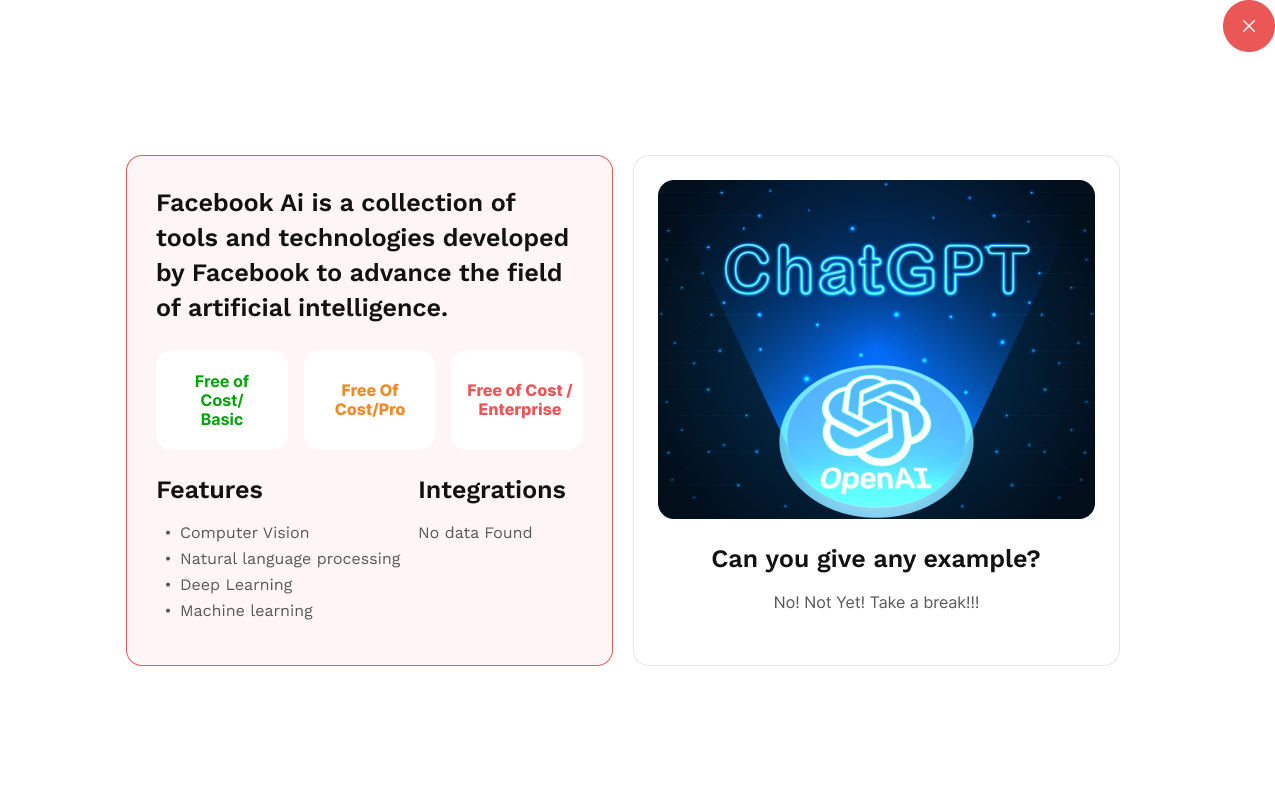 Facebook Ai is a collection of
tools and technologies developed
by Facebook to advance the field
of artificial intelligence.
Free of
Cost/
Basic
Free Of
Cost/Pro
Free of Cost /
Enterprise
Features
• Computer Vision
• Natural language processing
• Deep Learning
• Machine learning
Integrations
No data Found
ChatGPT
OpenAI
Can you give any example?
No! Not Yet! Take a break!!!